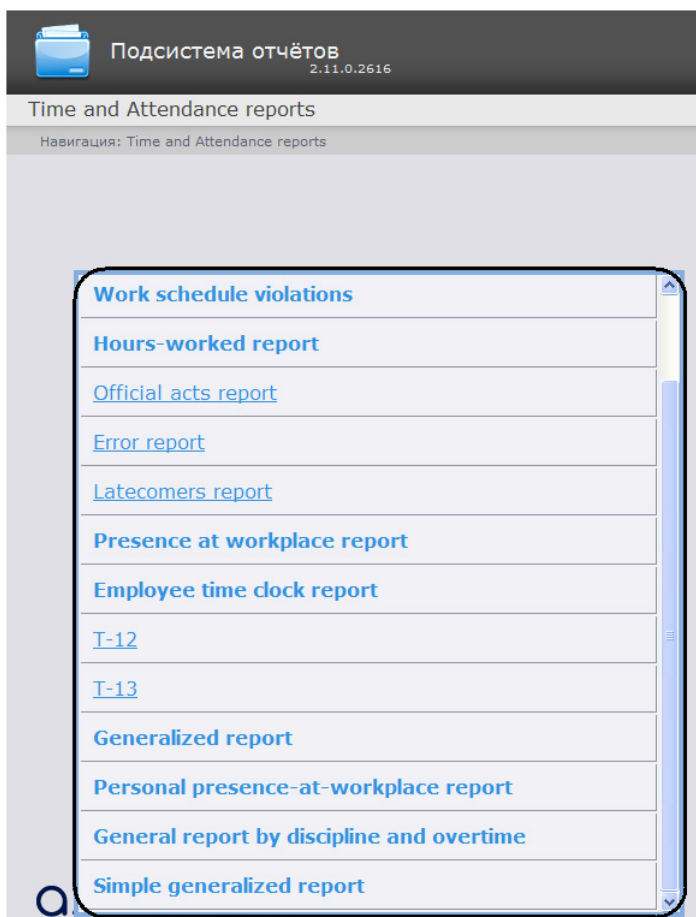 Подсистема отчётов
2.11.0.2616
Time and Attendance reports
Навигация: Time and Attendance reports
Work schedule violations
Hours-worked report
Official acts report
Error report
Latecomers report
Presence at workplace report
Employee time clock report
T-12
T-13
Generalized report
Personal presence-at-workplace report
General report by discipline and overtime
Simple generalized report